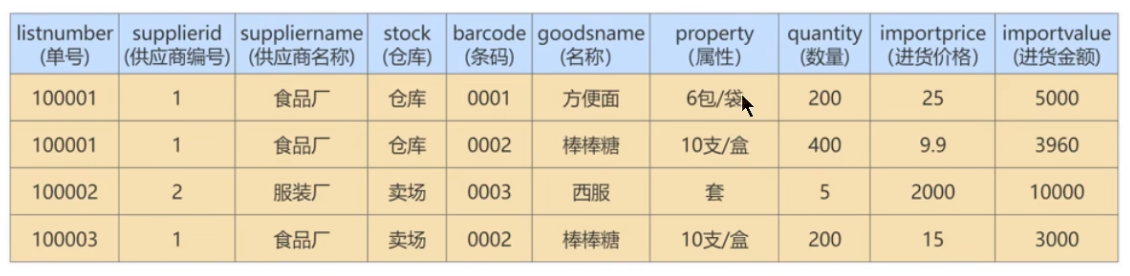 listnumber supplierid suppliername stock barcode goodsname property quantity importprice importvalue
(单号) (供应商编号) (供应商名称) (仓库) (条码) (名称) (属性) (数量) (进货价格) (进货金额)
100001 1 食品厂 仓库 0001 方便面 6包/袋 200 25 5000
100001 1 食品厂 仓库 0002 棒棒糖 10支/盒 400 9.9 3960
100002 2 服装厂 卖场 0003 西服 套 5 2000 10000
100003 1 食品厂 卖场 0002 棒棒糖 10支/盒 200 15 3000